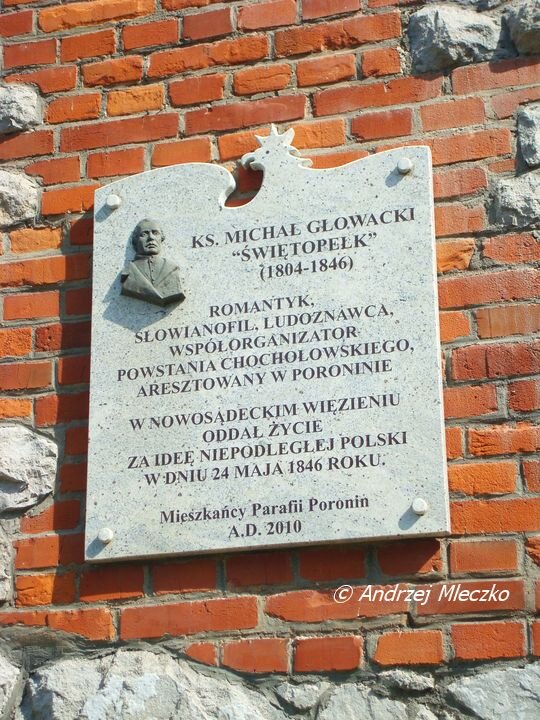 KS. MICHAŁ GŁOWACKI
“ŚWIĘTOPEŁK”
(1804-1846)
ROMANTYK,
SŁOWIANOFIL, LUDOZNAWCA,
WSPÓŁORGANIZATOR
POWSTANIA CHOCHOŁOWSKIEGO,
ARESZTOWANY W PORONINIE
W NOWOSĄDECKIM WIĘZIENIU
ODDAŁ ŻYCIE
ZA IDEĘ NIEPODLEGŁEJ POLSKI
W DNIU 24 MAJA 1846 ROKU.
Mieszkańcy Parafii Poronin
A.D. 2010
© Andrzej Mleczko